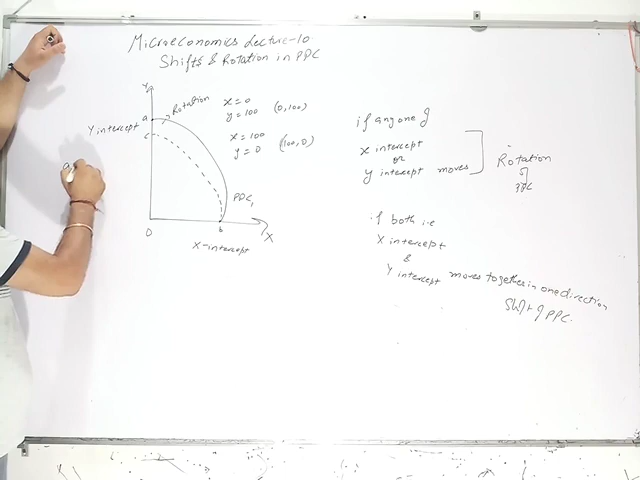 Microeconomics Lecture-10
Shifts & Rotation in PPC
Y
a
Rotation
Y intercept
c
X = 0
Y = 100 (0,100)
X = 100
Y = 0 (100,0)
PPC1
0
b
X
X-intercept
if any one of
X intercept
or
Y intercept moves
Rotation
of
PPC
if both i.e
X intercept
&
Y intercept moves together in one direction
Shift of PPC.
a